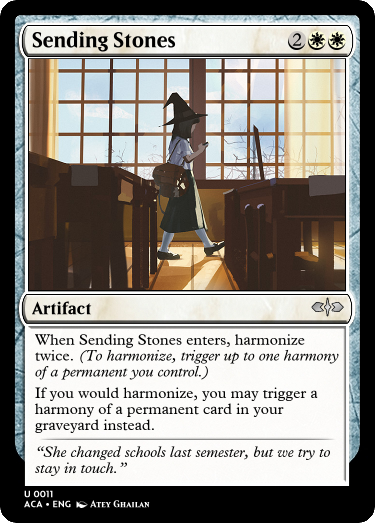 Sending Stones 2
Artifact
When Sending Stones enters, harmonize
twice. (To harmonize, trigger up to one harmony
of a permanent you control.)
If you would harmonize, you may trigger a
harmony of a permanent card in your
graveyard instead.
“She changed schools last semester, but we try to
stay in touch.”
U 0011
ACA • ENG ATEY GHAILAN